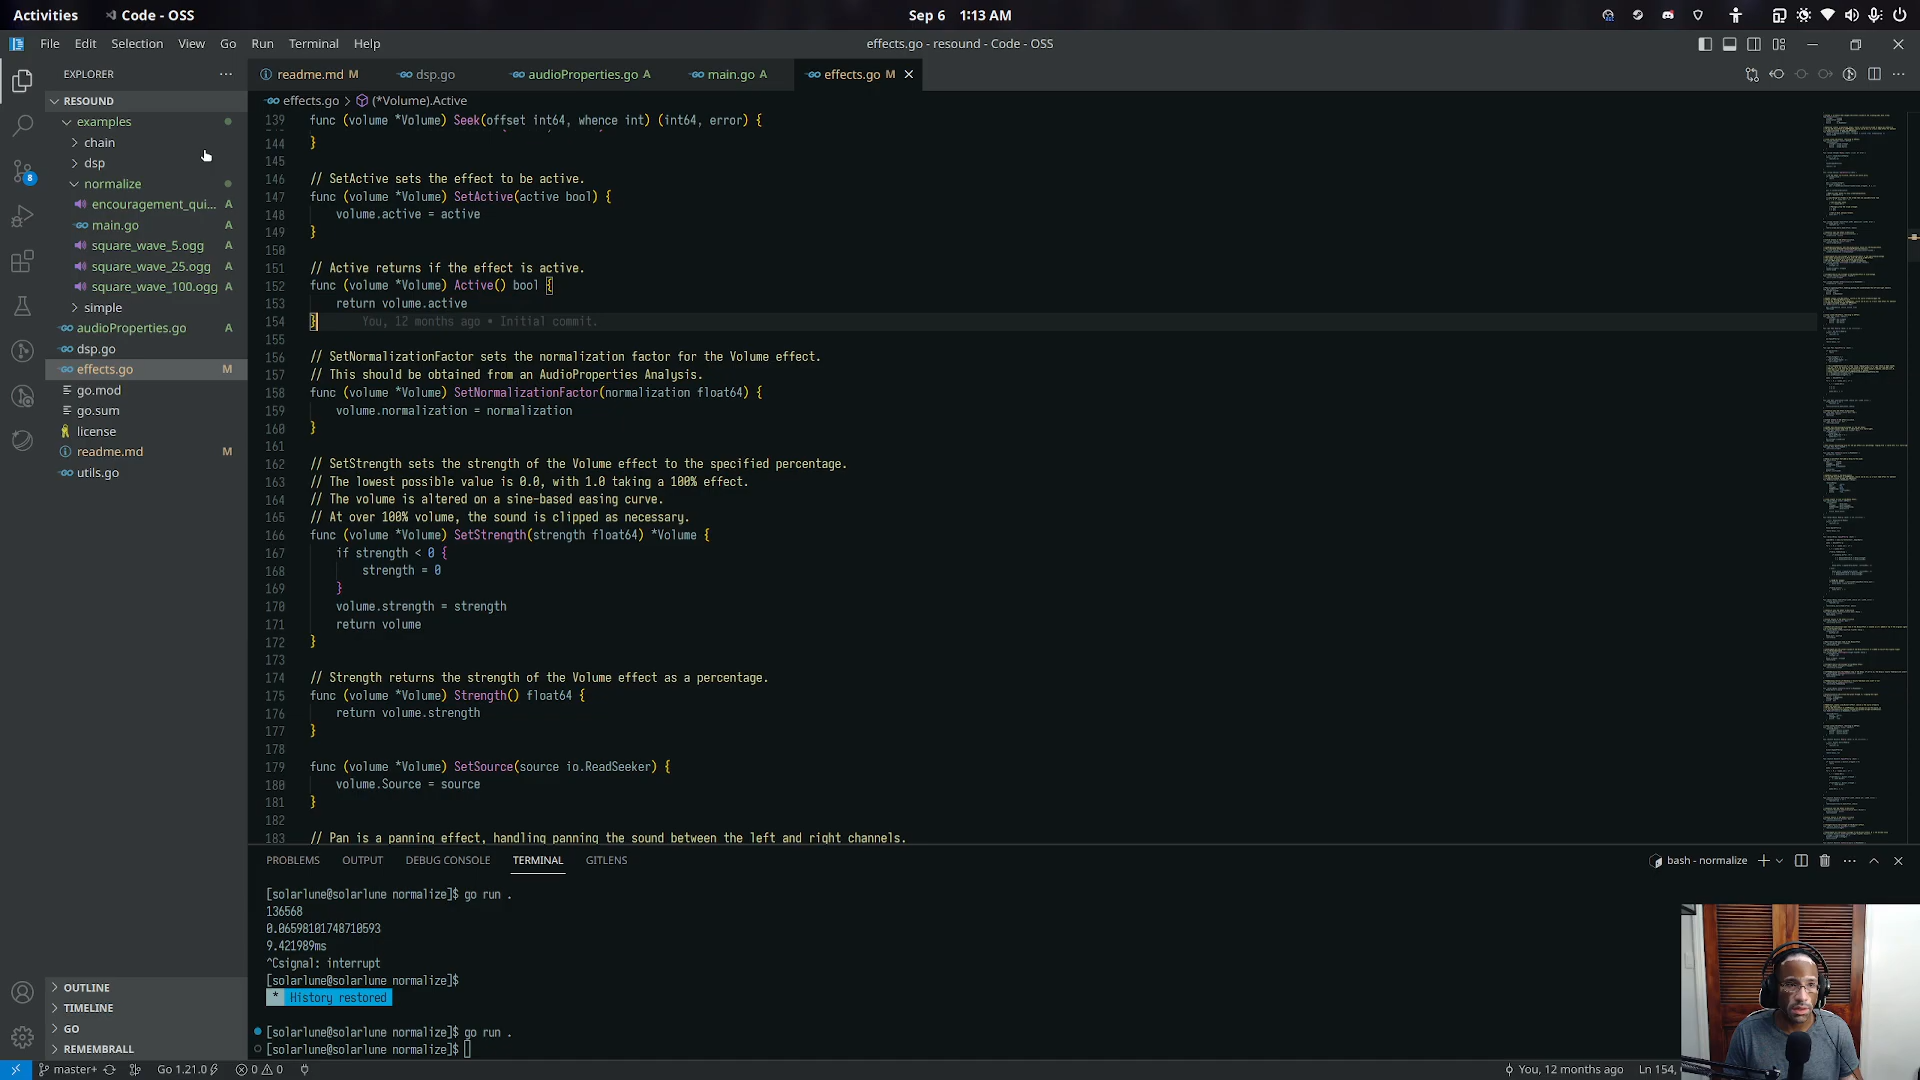 Activities
Code - OSS
Sep 6 1:13 AM
File Edit Selection View Go Run Terminal Help
effects.go - resound - Code - OSS
EXPLORER
RESOUND
examples
chain
dsp
normalize
encouragement_qui... A
main.go A
square_wave_5.ogg A
square_wave_25.ogg A
square_wave_100.ogg A
simple
audioProperties.go A
dsp.go
effects.go M
go.mod
go.sum
license
readme.md M
utils.go
8
OUTLINE
TIMELINE
GO
REMEMBRALL
readme.md M
dsp.go
audioProperties.go A
main.go A
effects.go M
effects.go > (*Volume).Active
139 func (volume *Volume) Seek(offset int64, whence int) (int64, error) {
144 }
145
146 // SetActive sets the effect to be active.
147 func (volume *Volume) SetActive(active bool) {
148 volume.active = active
149 }
150
151 // Active returns if the effect is active.
152 func (volume *Volume) Active() bool {
153 return volume.active
154 } You, 12 months ago • Initial commit.
155
156 // SetNormalizationFactor sets the normalization factor for the Volume effect.
157 // This should be obtained from an AudioProperties Analysis.
158 func (volume *Volume) SetNormalizationFactor(normalization float64) {
159 volume.normalization = normalization
160 }
161
162 // SetStrength sets the strength of the Volume effect to the specified percentage.
163 // The lowest possible value is 0.0, with 1.0 taking a 100% effect.
164 // The volume is altered on a sine-based easing curve.
165 // At over 100% volume, the sound is clipped as necessary.
166 func (volume *Volume) SetStrength(strength float64) *Volume {
167 if strength < 0 {
168 strength = 0
169 }
170 volume.strength = strength
171 return volume
172 }
173
174 // Strength returns the strength of the Volume effect as a percentage.
175 func (volume *Volume) Strength() float64 {
176 return volume.strength
177 }
178
179 func (volume *Volume) SetSource(source io.ReadSeeker) {
180 volume.Source = source
181 }
182
183 // Pan is a panning effect, handling panning the sound between the left and right channels.
PROBLEMS OUTPUT DEBUG CONSOLE TERMINAL GITLENS
bash - normalize
[solarlune@solarlune normalize]$ go run .
136568
0.06598101748710593
9.421989ms
^Csignal: interrupt
[solarlune@solarlune normalize]$
* History restored
[solarlune@solarlune normalize]$ go run .
[solarlune@solarlune normalize]$
master+
Go 1.21.0
0 0
You, 12 months ago
Ln 154,